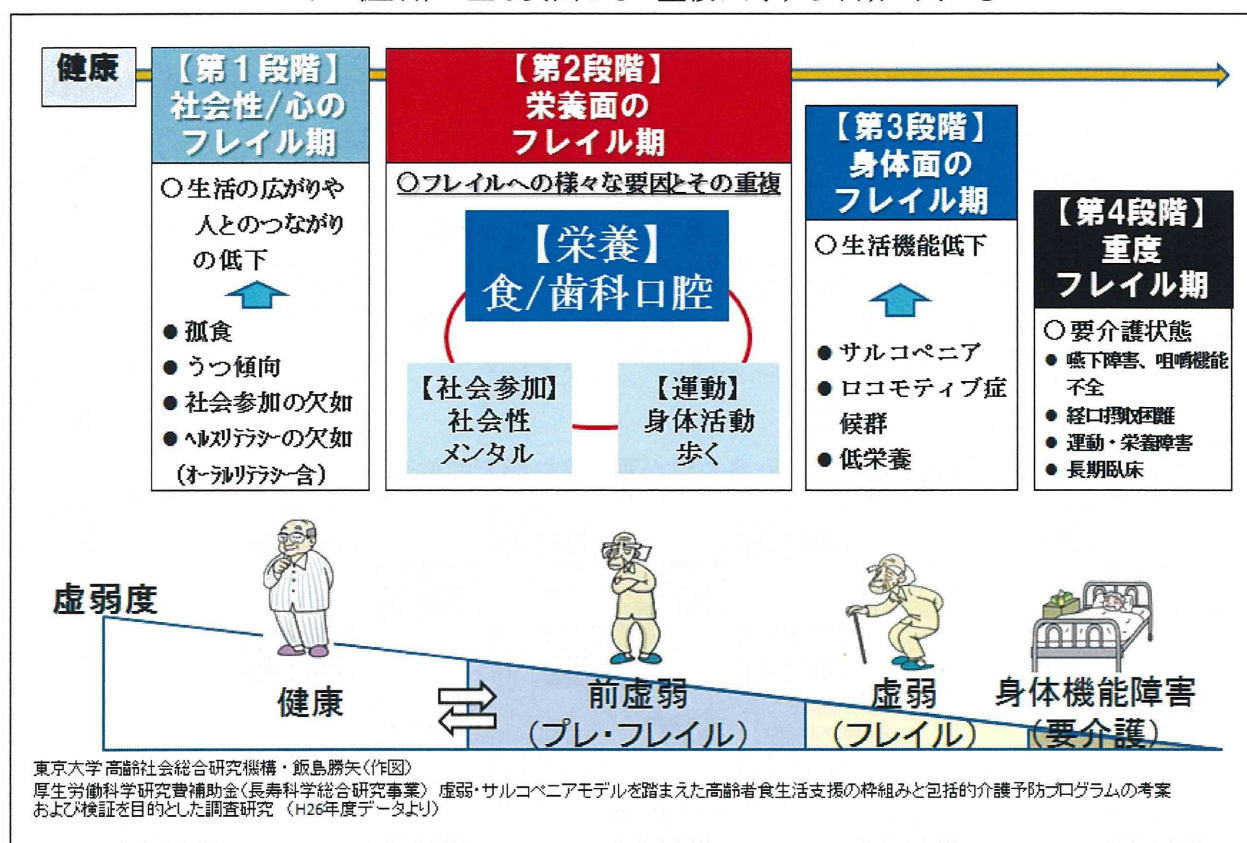 健康
【第１段階】
社会性/心の
フレイル期
○生活の広がりや
人とのつながり
の低下
● 孤食
● うつ傾向
● 社会参加の欠如
● ヘルスリテラシーの欠如
(オーラルリテラシー含)
【第2段階】
栄養面の
フレイル期
○フレイルへの様々な要因とその重複
【栄養】
食/歯科口腔
【社会参加】
社会性
メンタル
【運動】
身体活動
歩く
【第3段階】
身体面の
フレイル期
○生活機能低下
● サルコペニア
● ロコモティブ症
候群
● 低栄養
【第4段階】
重度
フレイル期
○要介護状態
● 嚥下障害、咀嚼機能
不全
● 経口摂取困難
● 運動・栄養障害
● 長期臥床
虚弱度
健康
前虚弱
(プレ・フレイル)
虚弱
(フレイル)
身体機能障害
(要介護)
東京大学 高齢社会総合研究機構・飯島勝矢(作図)
厚生労働科学研究費補助金(長寿科学総合研究事業) 虚弱・サルコペニアモデルを踏まえた高齢者食生活支援の枠組みと包括的介護予防プログラムの考案
および検証を目的とした調査研究 (H26年度データより)